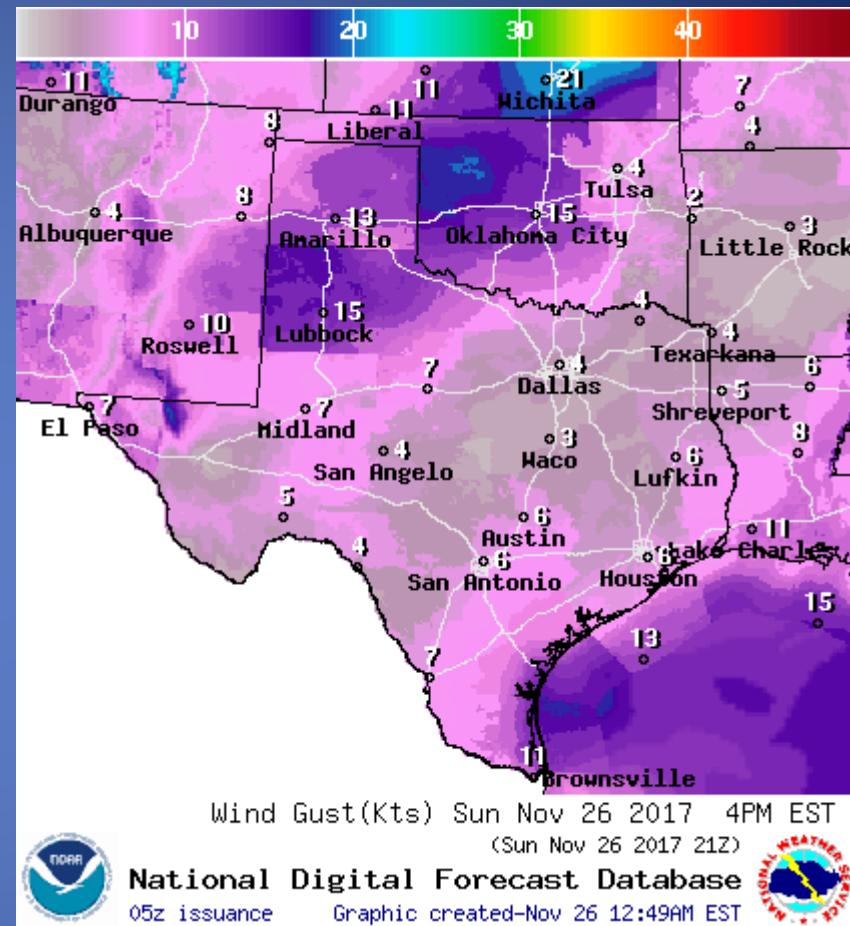 10 20 30 40
11 Durango
11
11 Liberal
21 Wichita
7
4
8
4 Albuquerque
8
13 Amarillo
15 Oklahoma City
4 Tulsa
2
3 Little Rock
10 Roswell
15 Lubbock
4
4 Texarkana
7 El Paso
7 Midland
7
4 Dallas
5 Shreveport
6
4 San Angelo
3 Waco
6 Lufkin
8
5
4
6 Austin
6 San Antonio
6 Houston
11 Lake Charles
7
13
15
11 Brownsville
Wind Gust(Kts) Sun Nov 26 2017 4PM EST
(Sun Nov 26 2017 21Z)
NOAA
National Digital Forecast Database
05z issuance Graphic created-Nov 26 12:49AM EST
NATIONAL WEATHER SERVICE